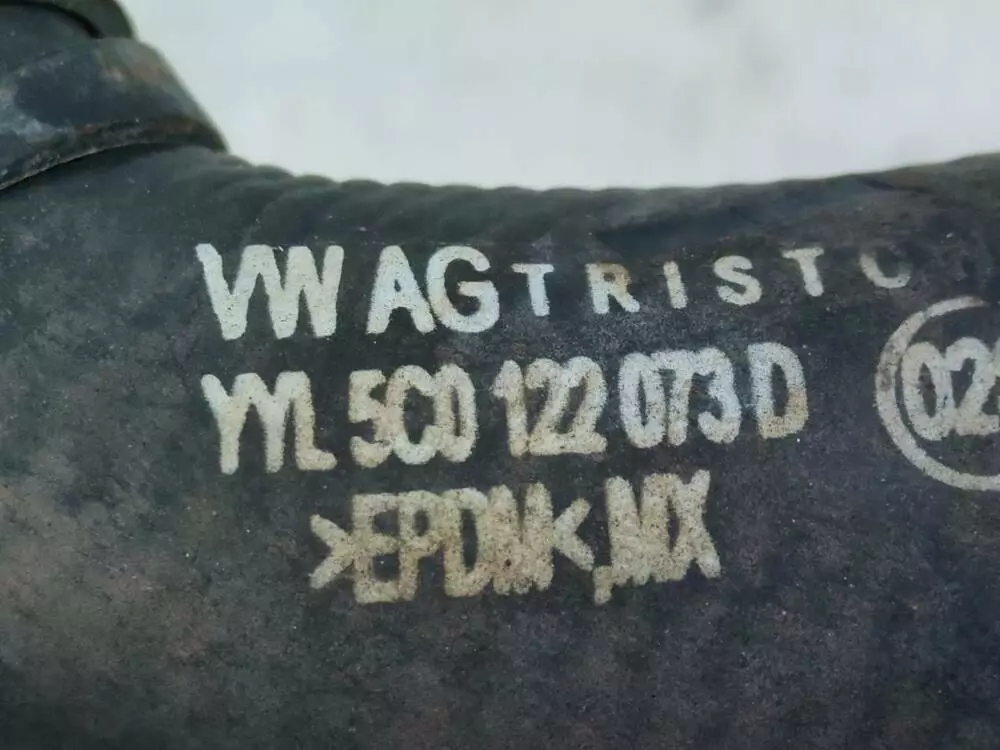 VW AG TRISTO
YYL 5C0 122 073 D
>EPDM<,MX